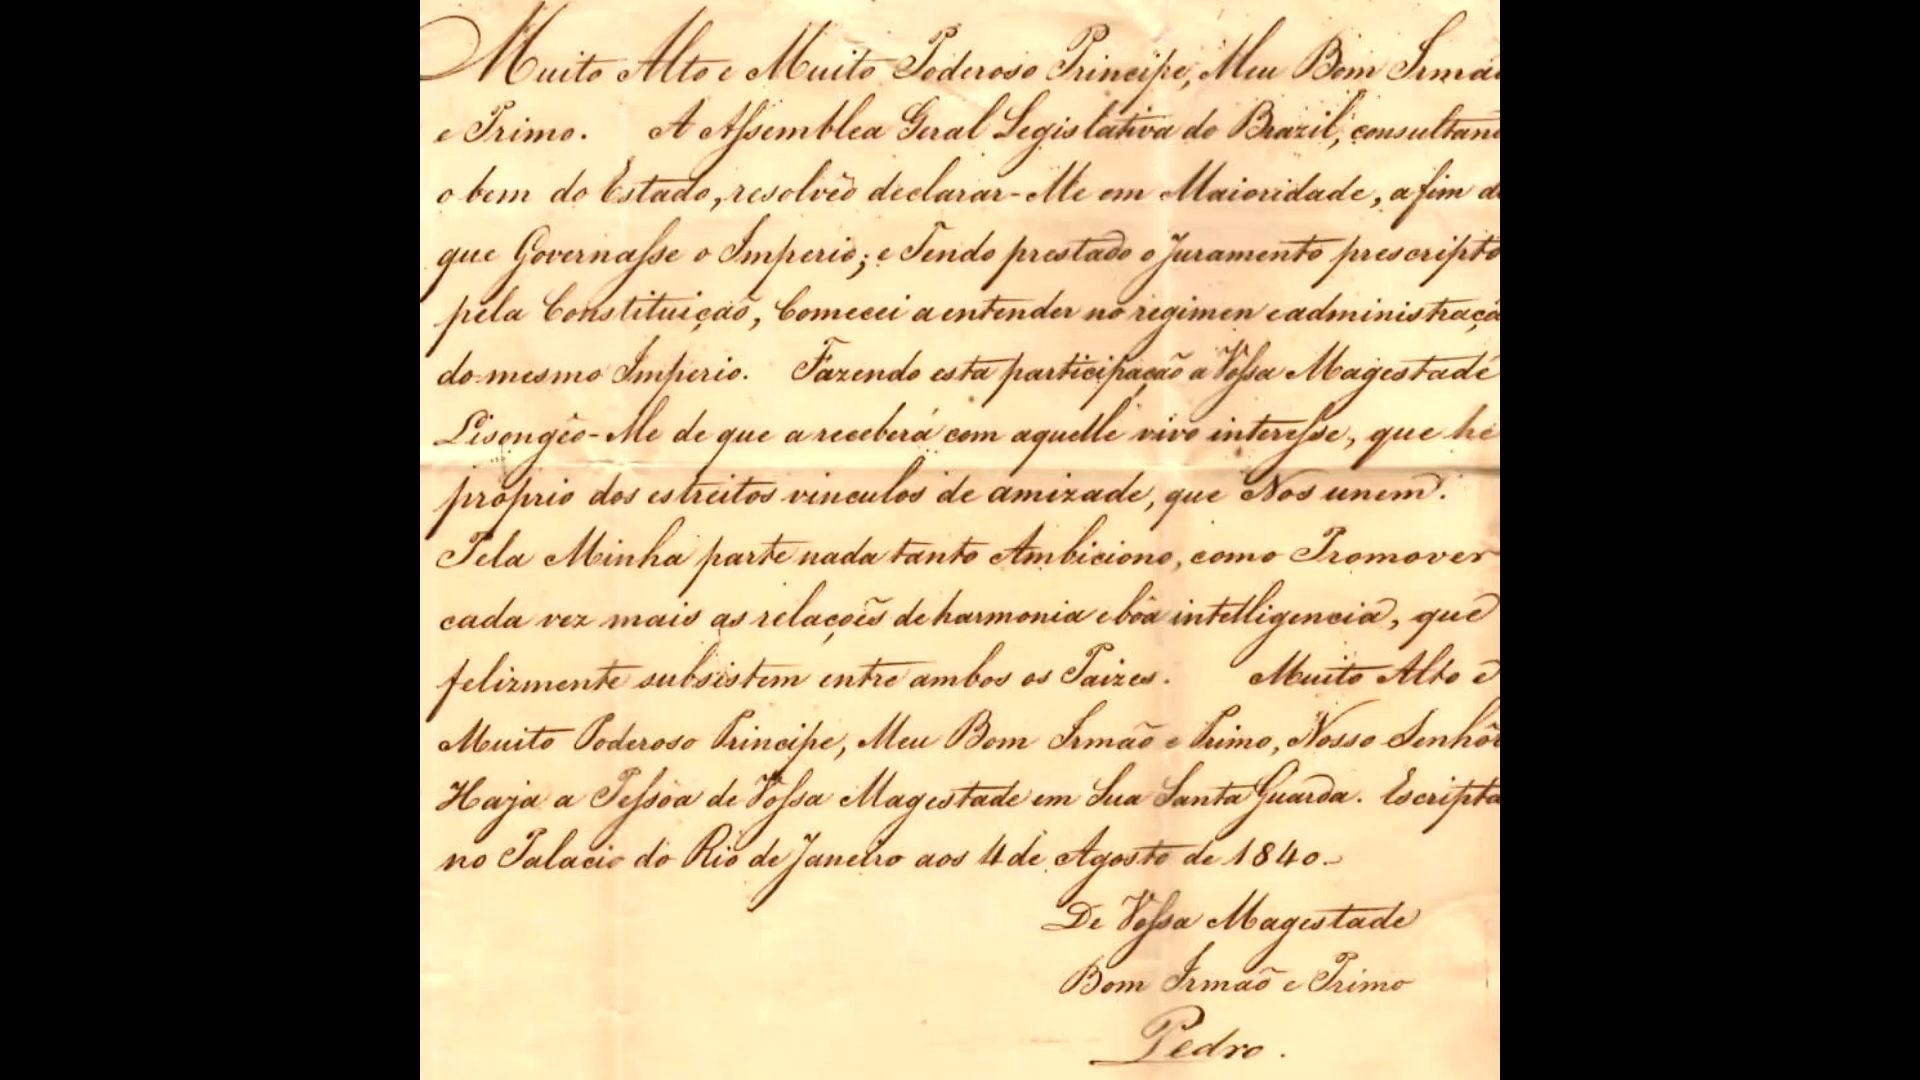 Muito Alto e Muito Poderoso Principe, Meu Bom Irmão
e Primo. A Assemblea Geral Legislativa do Brazil, consultand
o bem do Estado, resolvêo declarar-Me em Maioridade, a fim de
que Governasse o Imperio; e Tendo prestado o Juramento prescripto
pela Constituição, Comecei a entender no regimen e administraçã
do mesmo Imperio. Fazendo esta participação a Vossa Magestade
Lisongêo-Me de que a receberá com aquelle vivo interesse, que he
proprio dos estreitos vinculos de amizade, que Nos unem.
Pela Minha parte nada tanto Ambiciono, como Promover
cada vez mais as relações de harmonia e bôa intelligencia, que
felizmente subsistem entre ambos os Paizes. Muito Alto e
Muito Poderoso Principe, Meu Bom Irmão e Primo, Nosso Senhôr
Haja a Pessôa de Vossa Magestade em Sua Santa Guarda. Escripta
no Palacio do Rio de Janeiro aos 4 de Agosto de 1840.
De Vossa Magestade
Bom Irmão e Primo
Pedro.